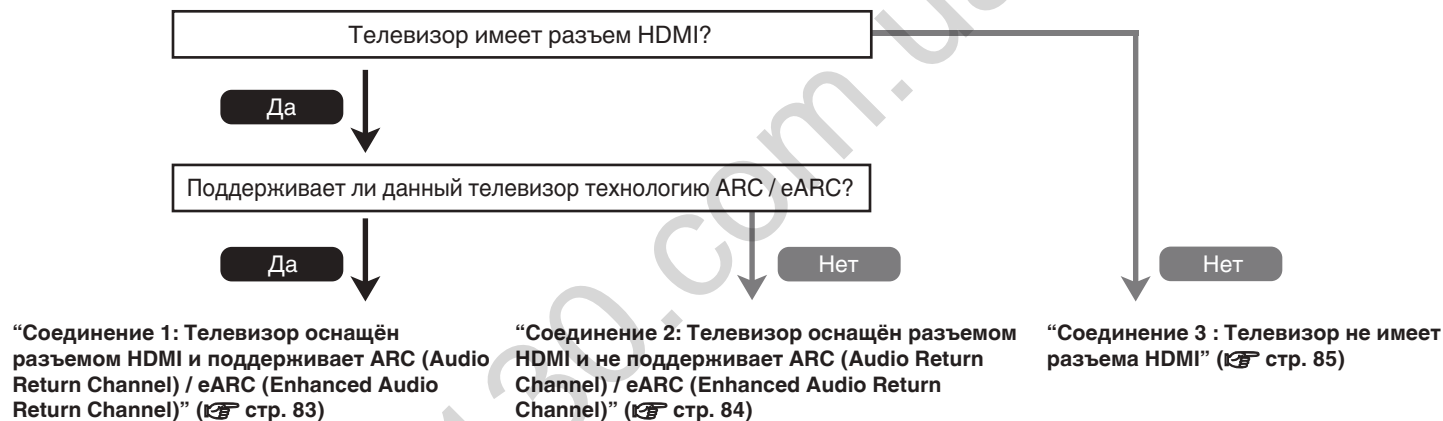 Телевизор имеет разъем HDMI?
Да
Поддерживает ли данный телевизор технологию ARC / eARC?
Да
Нет
Нет
“Соединение 1: Телевизор оснащён
разъемом HDMI и поддерживает ARC (Audio
Return Channel) / eARC (Enhanced Audio
Return Channel)” (☞ стр. 83)
“Соединение 2: Телевизор оснащён разъемом
HDMI и не поддерживает ARC (Audio Return
Channel) / eARC (Enhanced Audio Return
Channel)” (☞ стр. 84)
“Соединение 3 : Телевизор не имеет
разъема HDMI” (☞ стр. 85)
130.com.ua